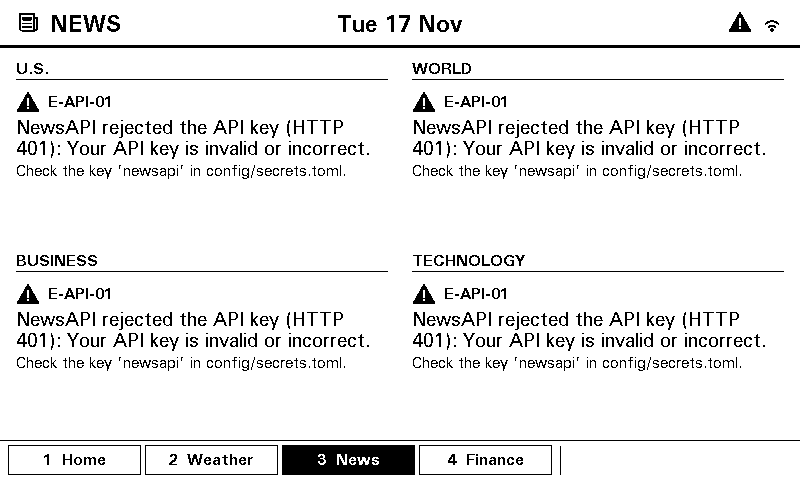 NEWS
Tue 17 Nov
U.S.
E-API-01
NewsAPI rejected the API key (HTTP
401): Your API key is invalid or incorrect.
Check the key 'newsapi' in config/secrets.toml.
WORLD
E-API-01
NewsAPI rejected the API key (HTTP
401): Your API key is invalid or incorrect.
Check the key 'newsapi' in config/secrets.toml.
BUSINESS
E-API-01
NewsAPI rejected the API key (HTTP
401): Your API key is invalid or incorrect.
Check the key 'newsapi' in config/secrets.toml.
TECHNOLOGY
E-API-01
NewsAPI rejected the API key (HTTP
401): Your API key is invalid or incorrect.
Check the key 'newsapi' in config/secrets.toml.
1 Home
2 Weather
3 News
4 Finance